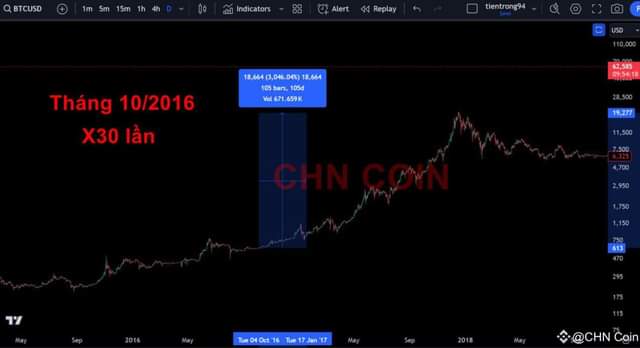 BTCUSD 1m 5m 15m 1h 4h D Indicators Alert Replay tientrong94 Save
USD
110,000
62,585
09:54:18
28,500
18,664 (3,046.04%) 18,664
105 bars, 105d
Vol 671.659K
Tháng 10/2016
X30 lần
19,277
11,500
7,500
6,325
4,700
CHN COIN
2,950
1,750
1,150
750
613
470
295
185
115
75
May Sep 2016 May Tue 04 Oct '16 Tue 17 Jan '17 May Sep 2018 May
@CHN Coin